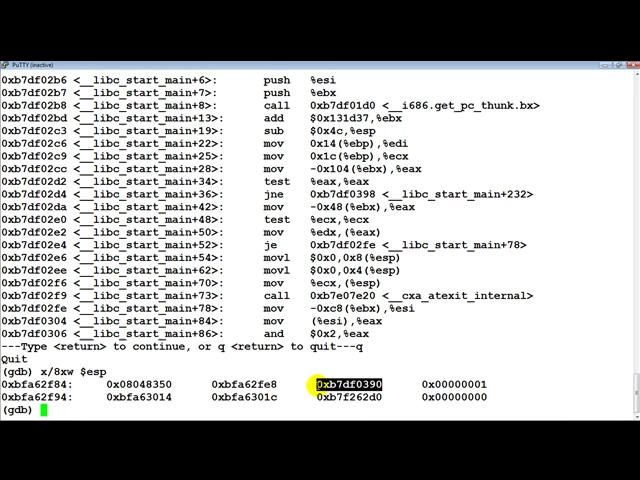 PuTTY (inactive)
0xb7df02b6 <__libc_start_main+6>: push %esi
0xb7df02b7 <__libc_start_main+7>: push %ebx
0xb7df02b8 <__libc_start_main+8>: call 0xb7df01d0 <__i686.get_pc_thunk.bx>
0xb7df02bd <__libc_start_main+13>: add $0x131d37,%ebx
0xb7df02c3 <__libc_start_main+19>: sub $0x4c,%esp
0xb7df02c6 <__libc_start_main+22>: mov 0x14(%ebp),%edi
0xb7df02c9 <__libc_start_main+25>: mov 0x1c(%ebp),%ecx
0xb7df02cc <__libc_start_main+28>: mov -0x104(%ebx),%eax
0xb7df02d2 <__libc_start_main+34>: test %eax,%eax
0xb7df02d4 <__libc_start_main+36>: jne 0xb7df0398 <__libc_start_main+232>
0xb7df02da <__libc_start_main+42>: mov -0x48(%ebx),%eax
0xb7df02e0 <__libc_start_main+48>: test %ecx,%ecx
0xb7df02e2 <__libc_start_main+50>: mov %edx,(%eax)
0xb7df02e4 <__libc_start_main+52>: je 0xb7df02fe <__libc_start_main+78>
0xb7df02e6 <__libc_start_main+54>: movl $0x0,0x8(%esp)
0xb7df02ee <__libc_start_main+62>: movl $0x0,0x4(%esp)
0xb7df02f6 <__libc_start_main+70>: mov %ecx,(%esp)
0xb7df02f9 <__libc_start_main+73>: call 0xb7e07e20 <__cxa_atexit_internal>
0xb7df02fe <__libc_start_main+78>: mov -0xc8(%ebx),%esi
0xb7df0304 <__libc_start_main+84>: mov (%esi),%eax
0xb7df0306 <__libc_start_main+86>: and $0x2,%eax
---Type <return> to continue, or q <return> to quit---q
Quit
(gdb) x/8xw $esp
0xbfa62f84: 0x08048350 0xbfa62fe8 0xb7df0390 0x00000001
0xbfa62f94: 0xbfa63014 0xbfa6301c 0xb7f262d0 0x00000000
(gdb)